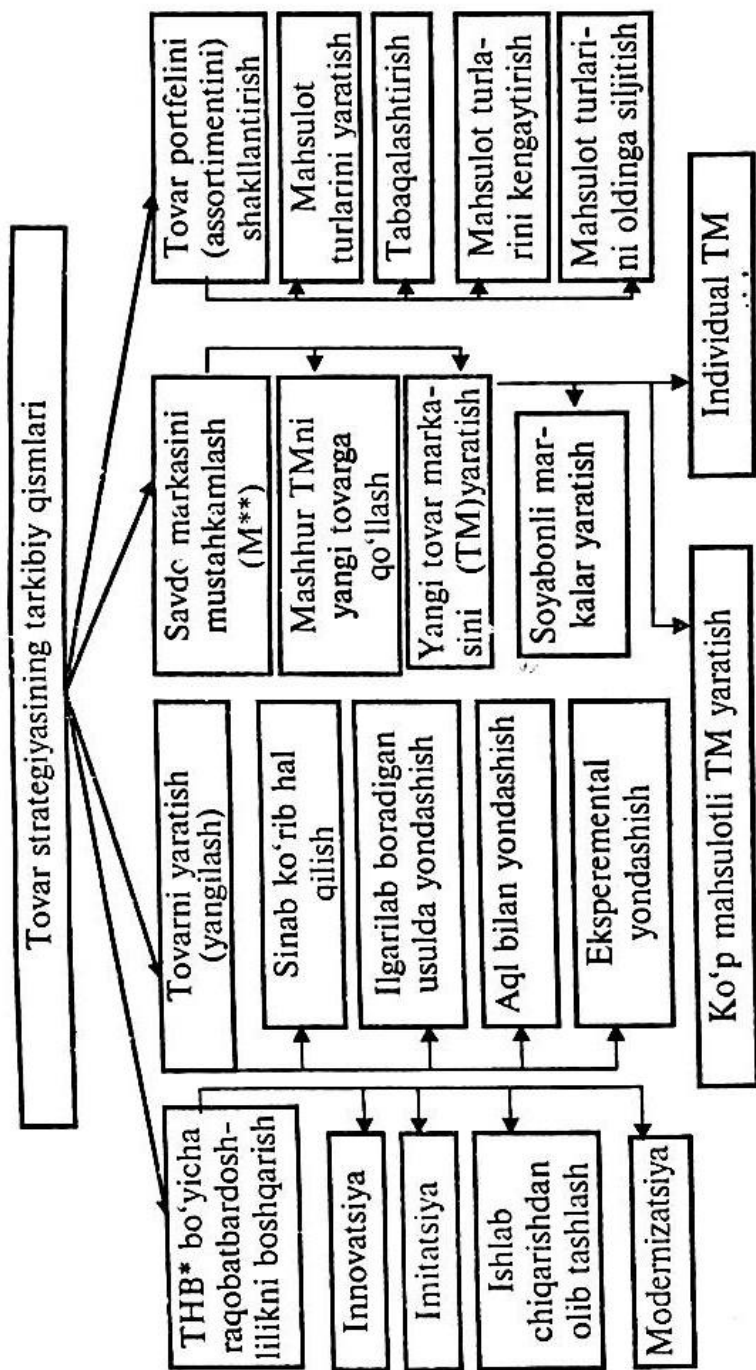 Tovar strategiyasining tarkibiy qismlari
THB* bo‘yicha
raqobatbardosh-
lilikni boshqarish
Innovatsiya
Imitatsiya
Ishlab
chiqarishdan
olib tashlash
Modernizatsiya
Tovarni yaratish
(yangilash)
Sinab ko‘rib hal
qilish
Ilgarilab boradigan
usulda yondashish
Aql bilan yondashish
Eksperemental
yondashish
Savdo markasini
mustahkamlash
(M**)
Mashhur TMni
yangi tovarga
qo‘llash
Yangi tovar marka-
sini (TM)yaratish
Soyabonli mar-
kalar yaratish
Ko‘p mahsulotli TM yaratish
Individual TM
Tovar portfelini
(assortimentini)
shakllantirish
Mahsulot
turlarini yaratish
Tabaqalashtirish
Mahsulot turla-
rini kengaytirish
Mahsulot turlari-
ni oldinga siljitish